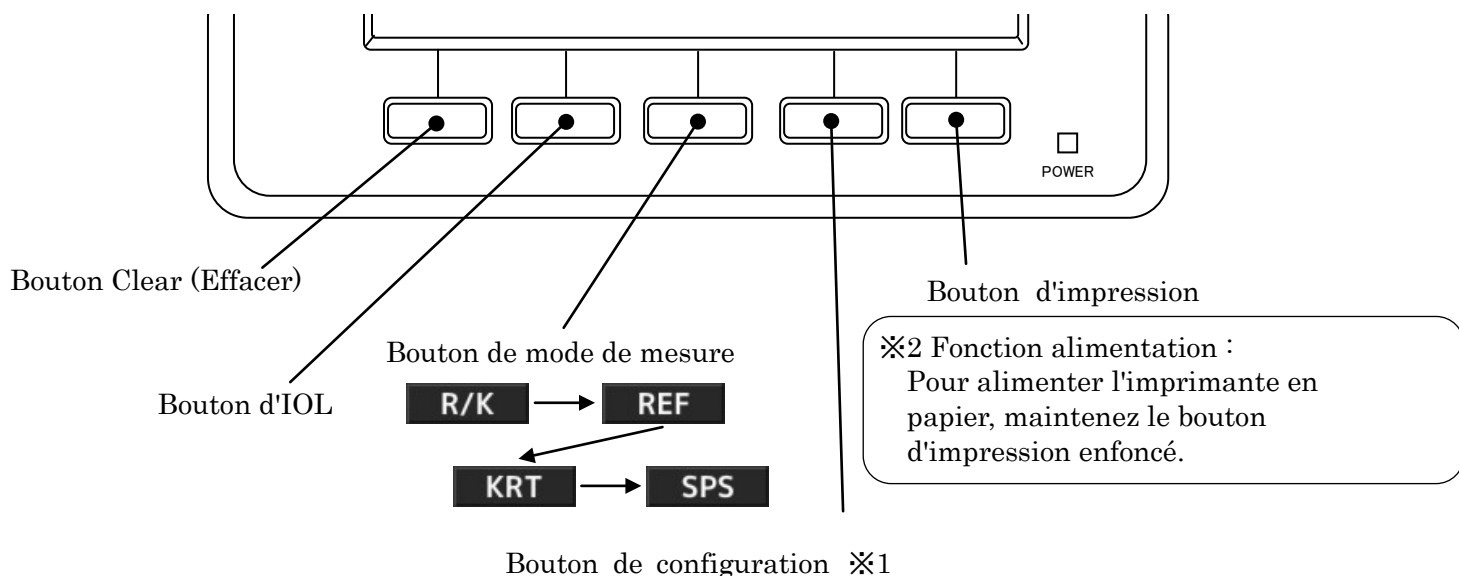 POWER
Bouton Clear (Effacer)
Bouton d'impression
※2 Fonction alimentation :
Pour alimenter l'imprimante en
papier, maintenez le bouton
d'impression enfoncé.
Bouton de mode de mesure
Bouton d'IOL
R/K
REF
KRT
SPS
Bouton de configuration ※1